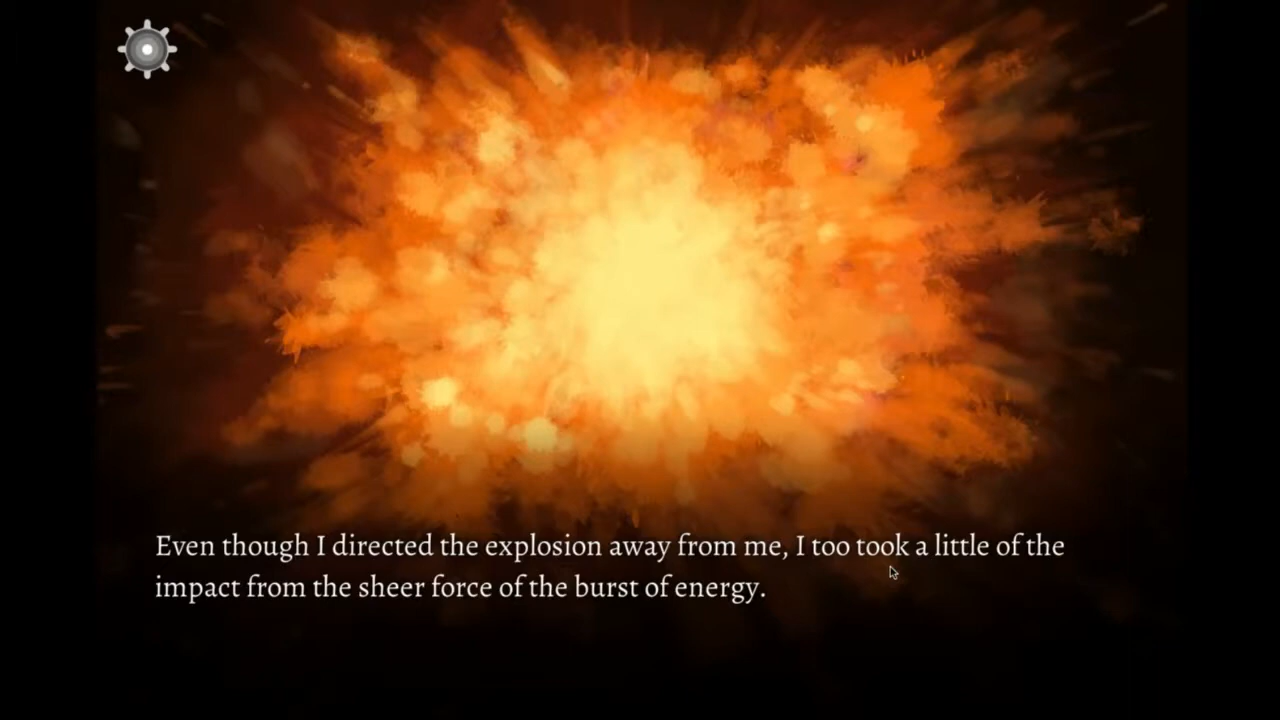 Even though I directed the explosion away from me, I too took a little of the
impact from the sheer force of the burst of energy.